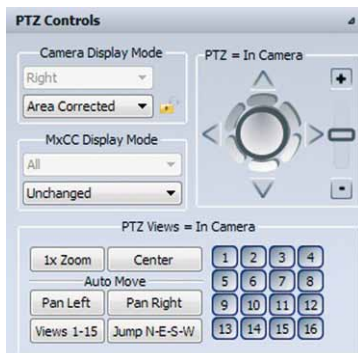 PTZ Controls
Camera Display Mode
PTZ = In Camera
Right
Area Corrected
MxCC Display Mode
All
Unchanged
+
-
PTZ Views = In Camera
1x Zoom Center
Auto Move
Pan Left Pan Right
Views 1-15 Jump N-E-S-W
1 2 3 4
5 6 7 8
9 10 11 12
13 14 15 16